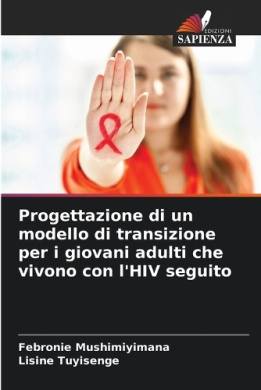 EDIZIONI
SAPIENZA
Progettazione di un
modello di transizione
per i giovani adulti che
vivono con l'HIV seguito
Febronie Mushimiyimana
Lisine Tuyisenge